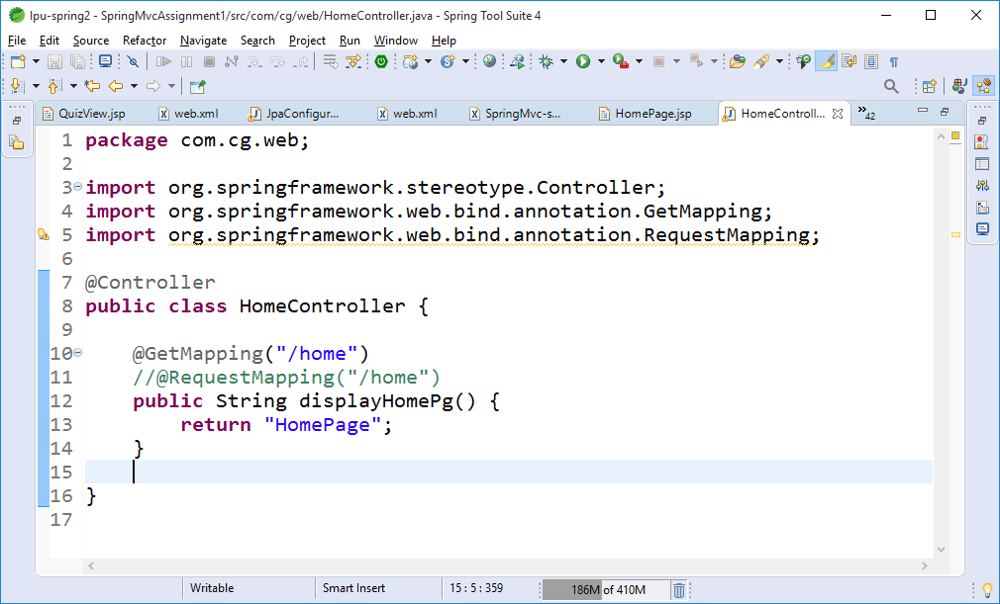 lpu-spring2 - SpringMvcAssignment1/src/com/cg/web/HomeController.java - Spring Tool Suite 4
File Edit Source Refactor Navigate Search Project Run Window Help
QuizView.jsp web.xml JpaConfigur... web.xml SpringMvc-s... HomePage.jsp HomeControll... »42
1 package com.cg.web;
2
3 import org.springframework.stereotype.Controller;
4 import org.springframework.web.bind.annotation.GetMapping;
5 import org.springframework.web.bind.annotation.RequestMapping;
6
7 @Controller
8 public class HomeController {
9
10 @GetMapping("/home")
11 //@RequestMapping("/home")
12 public String displayHomePg() {
13 return "HomePage";
14 }
15
16 }
17
Writable Smart Insert 15 : 5 : 359 186M of 410M